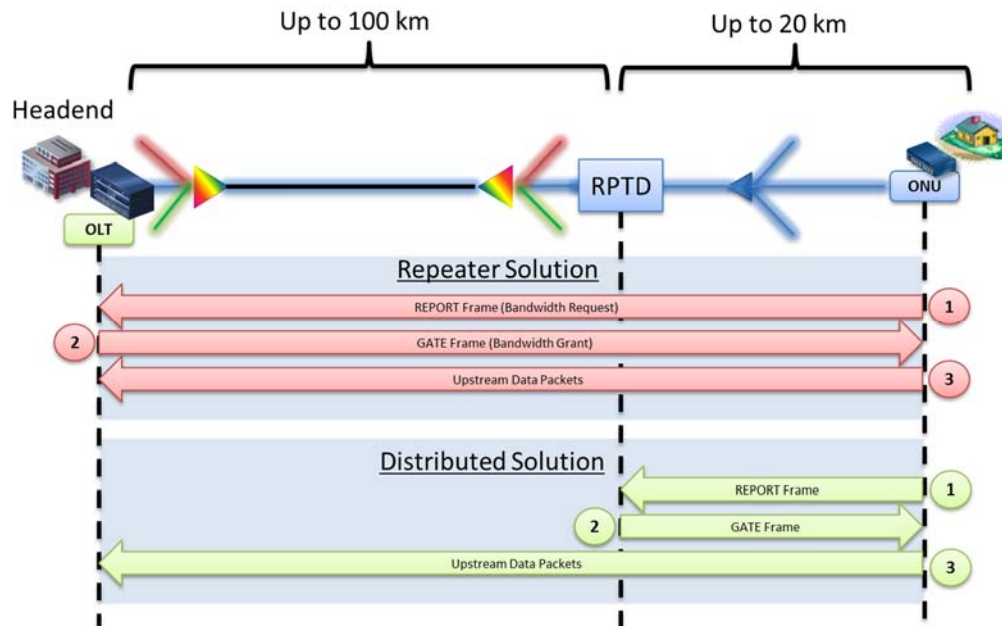 Up to 100 km
Up to 20 km
Headend
RPTD
ONU
OLT
Repeater Solution
REPORT Frame (Bandwidth Request)
1
2
GATE Frame (Bandwidth Grant)
Upstream Data Packets
3
Distributed Solution
REPORT Frame
1
2
GATE Frame
Upstream Data Packets
3